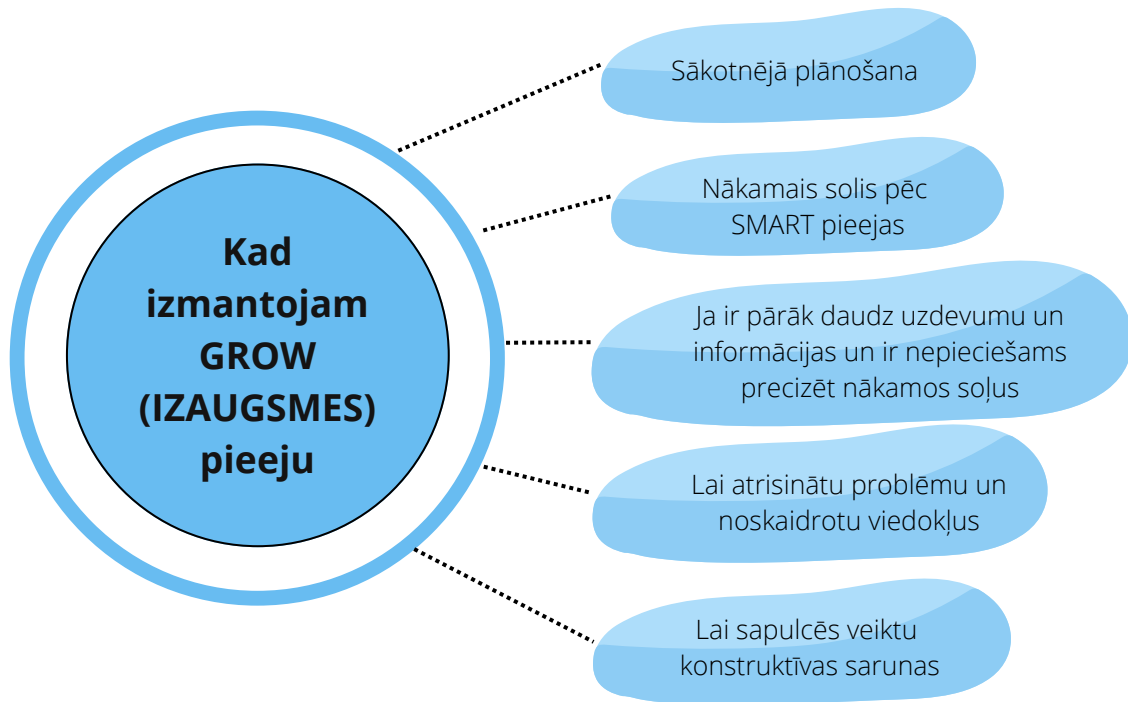 Kad
izmantojam
GROW
(IZAUGSMES)
pieeju
Sākotnējā plānošana
Nākamais solis pēc
SMART pieejas
Ja ir pārāk daudz uzdevumu un
informācijas un ir nepieciešams
precizēt nākamos soļus
Lai atrisinātu problēmu un
noskaidrotu viedokļus
Lai sapulcēs veiktu
konstruktīvas sarunas